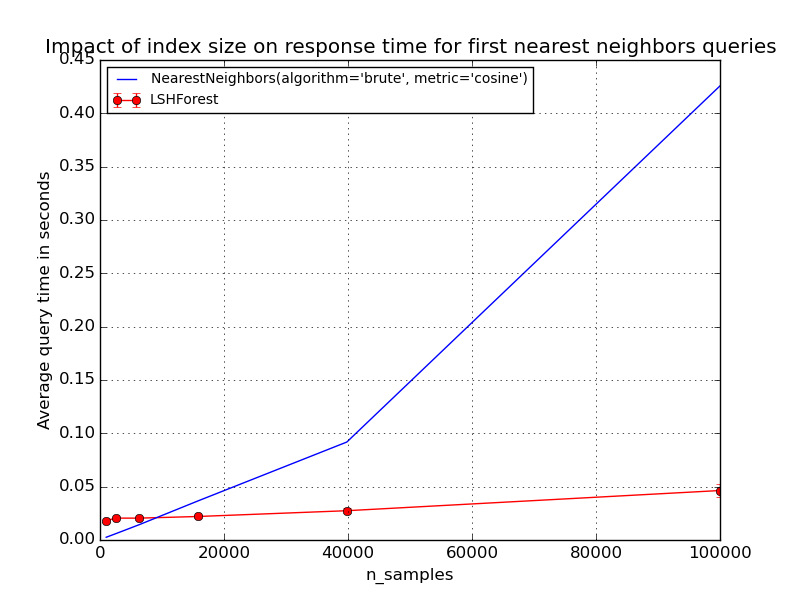 Impact of index size on response time for first nearest neighbors queries
0.45
NearestNeighbors(algorithm='brute', metric='cosine')
LSHForest
0.40
0.35
0.30
0.25
0.20
0.15
0.10
0.05
0.00
Average query time in seconds
0 20000 40000 60000 80000 100000
n_samples